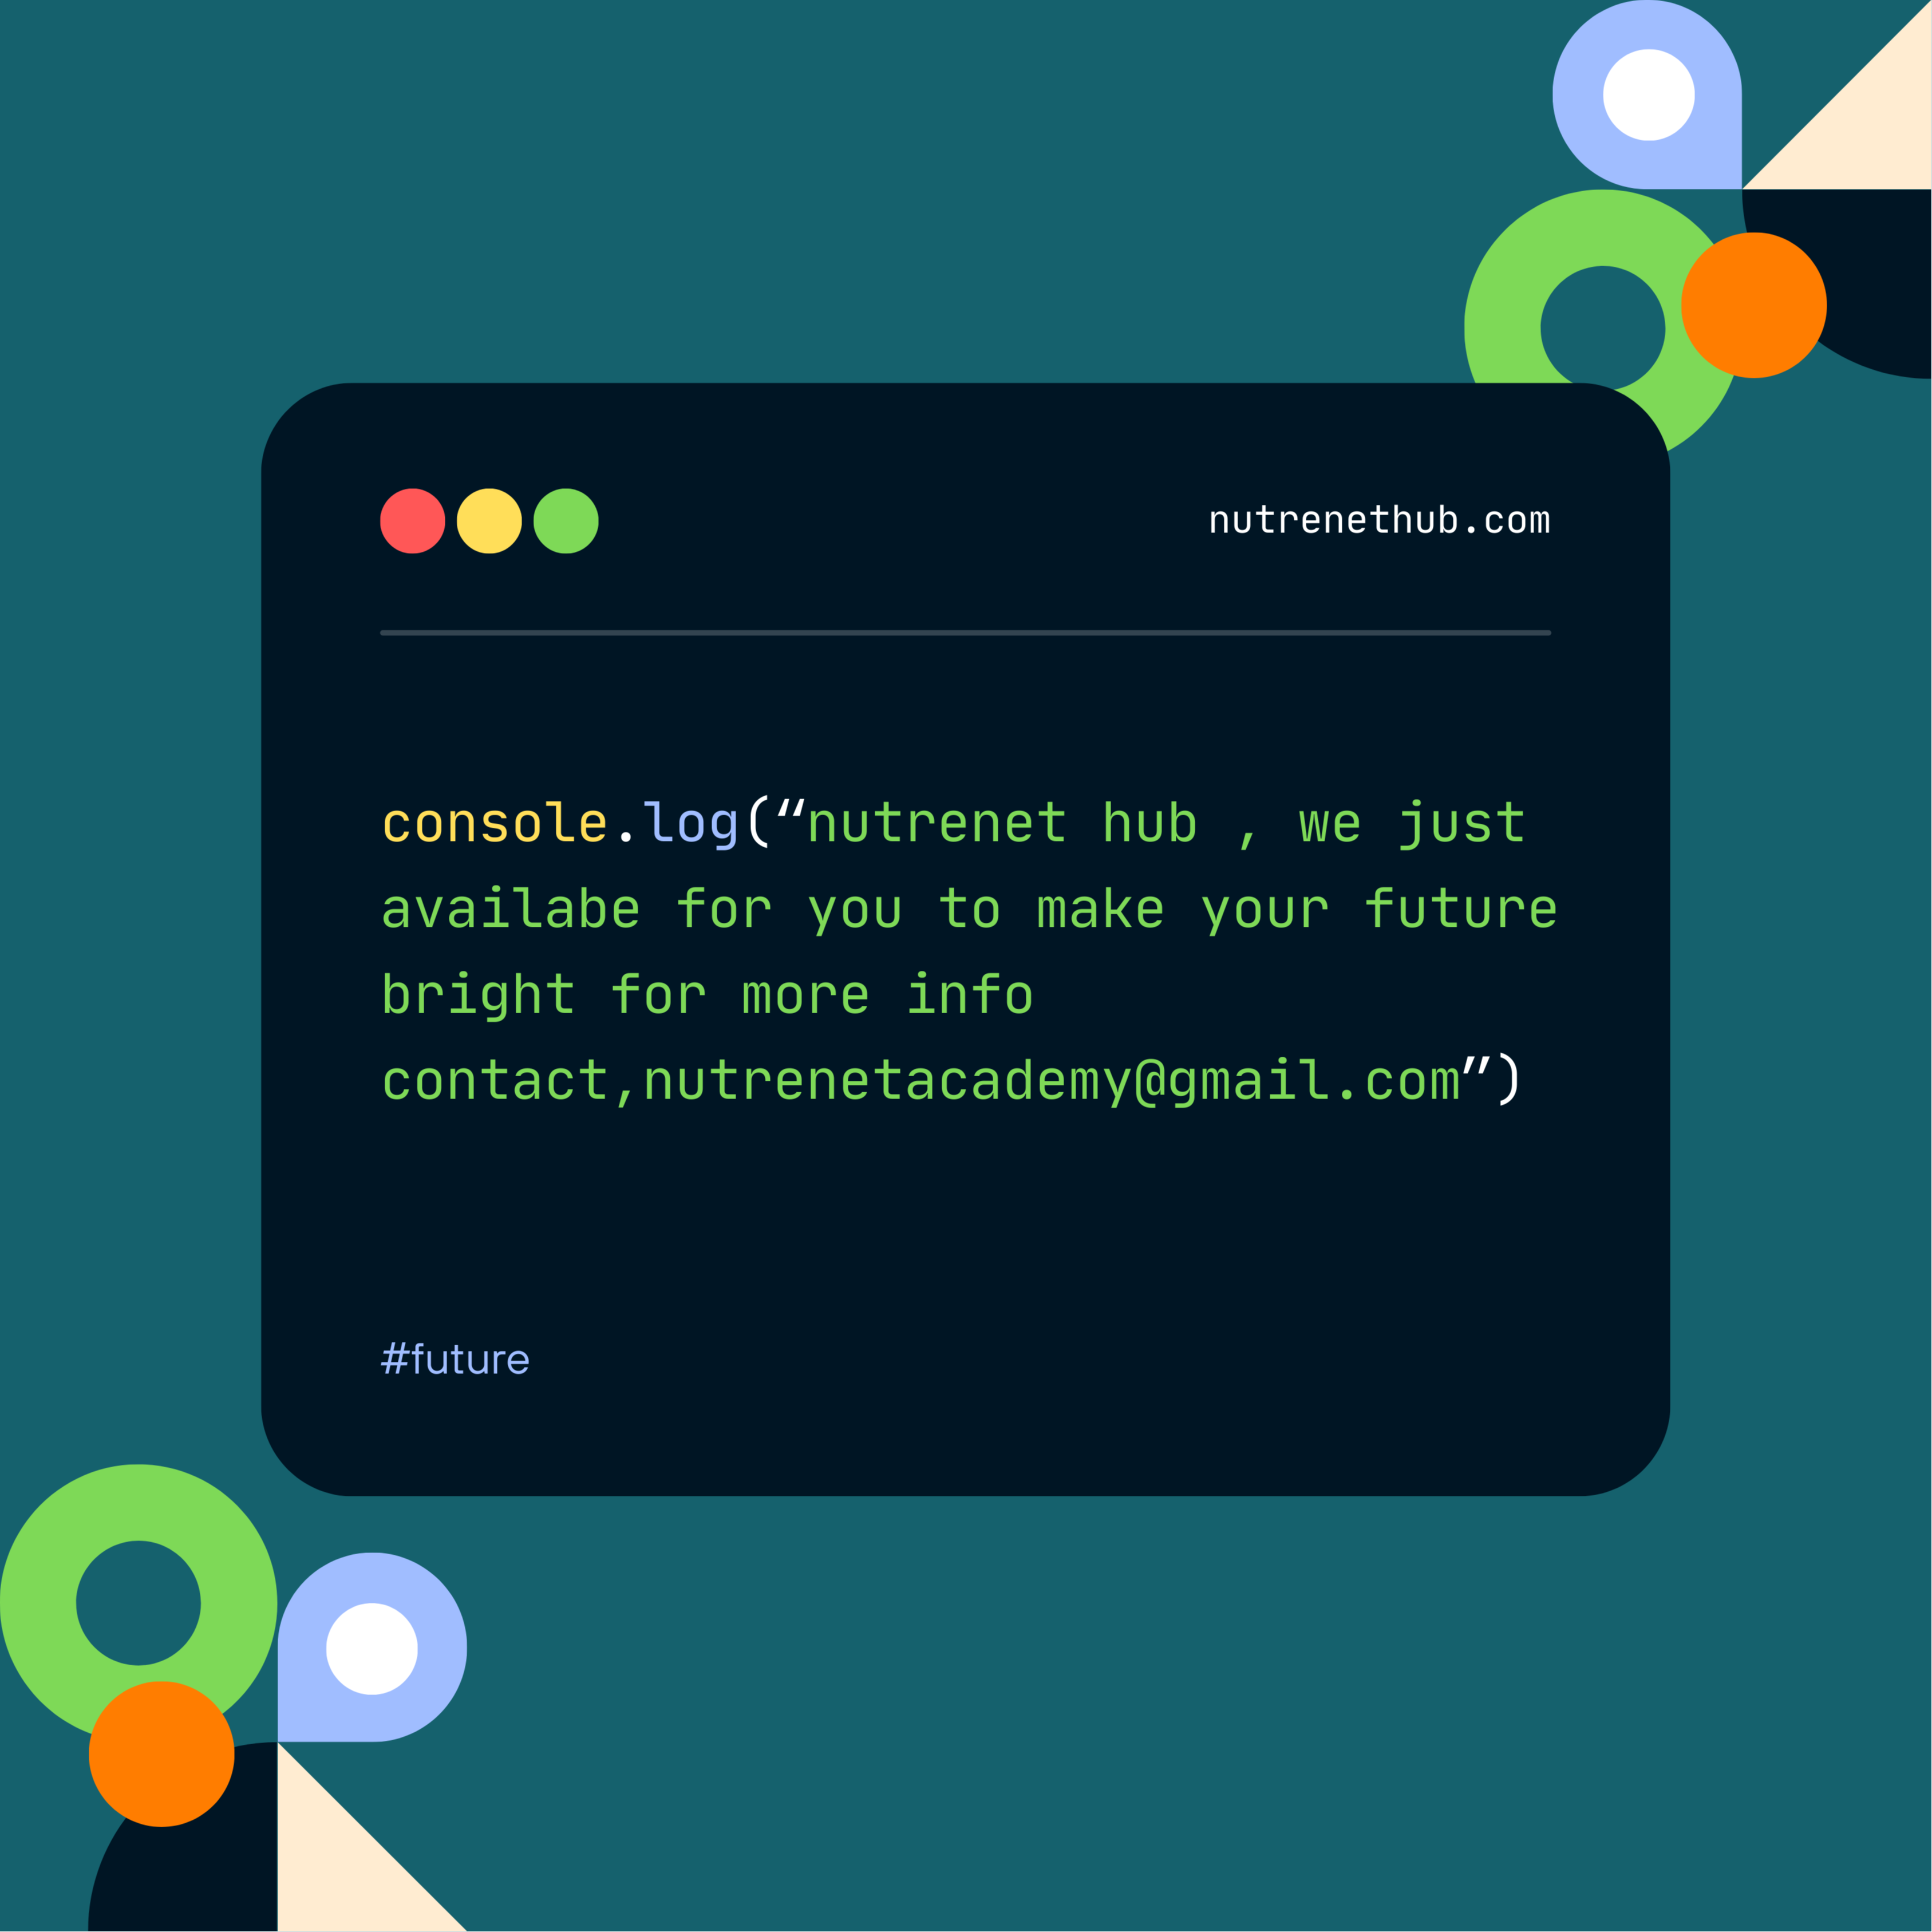 nutrenethub.com
console.log(“nutrenet hub , we just
availabe for you to make your future
bright for more info
contact,nutrenetacademy@gmail.com”)
#future